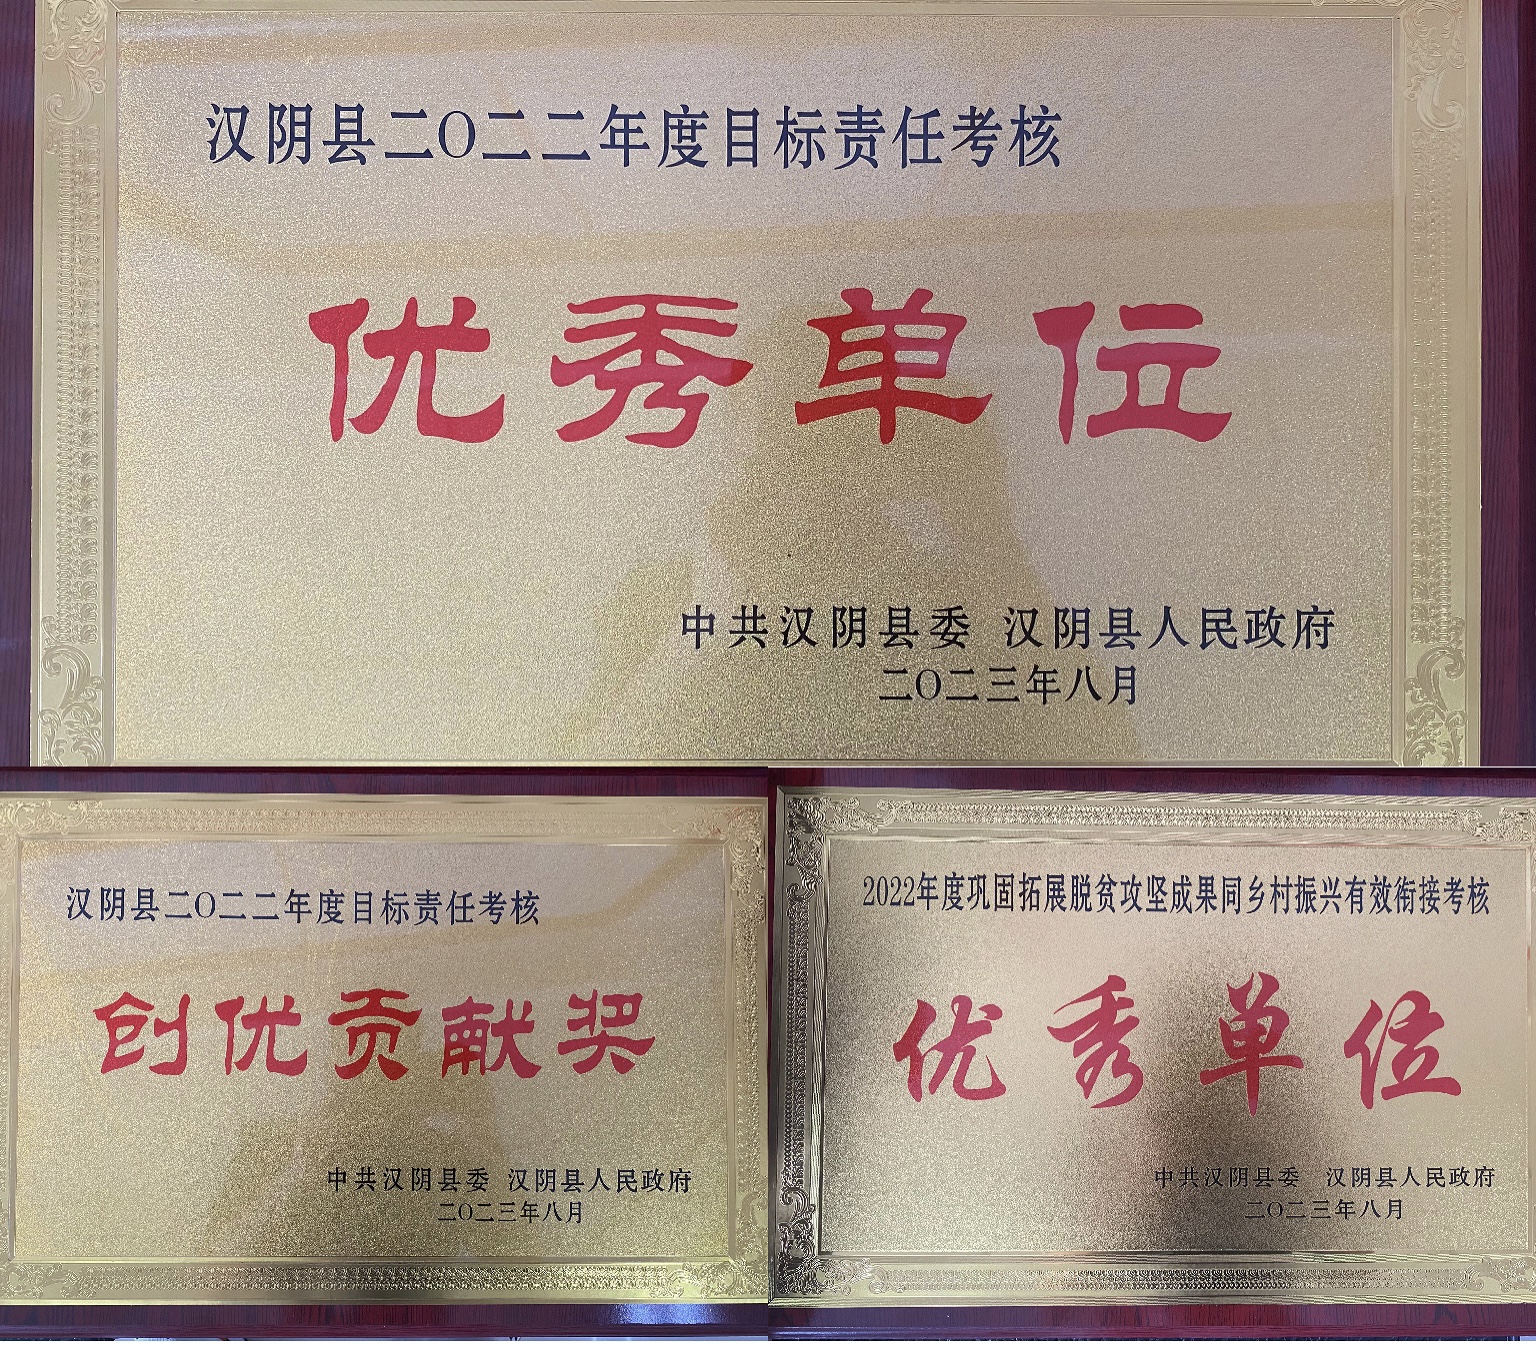 汉阴县二〇二二年度目标责任考核
优秀单位
中共汉阴县委 汉阴县人民政府
二〇二三年八月
汉阴县二〇二二年度目标责任考核
创优贡献奖
中共汉阴县委 汉阴县人民政府
二〇二三年八月
2022年度巩固拓展脱贫攻坚成果同乡村振兴有效衔接考核
优秀单位
中共汉阴县委 汉阴县人民政府
二〇二三年八月